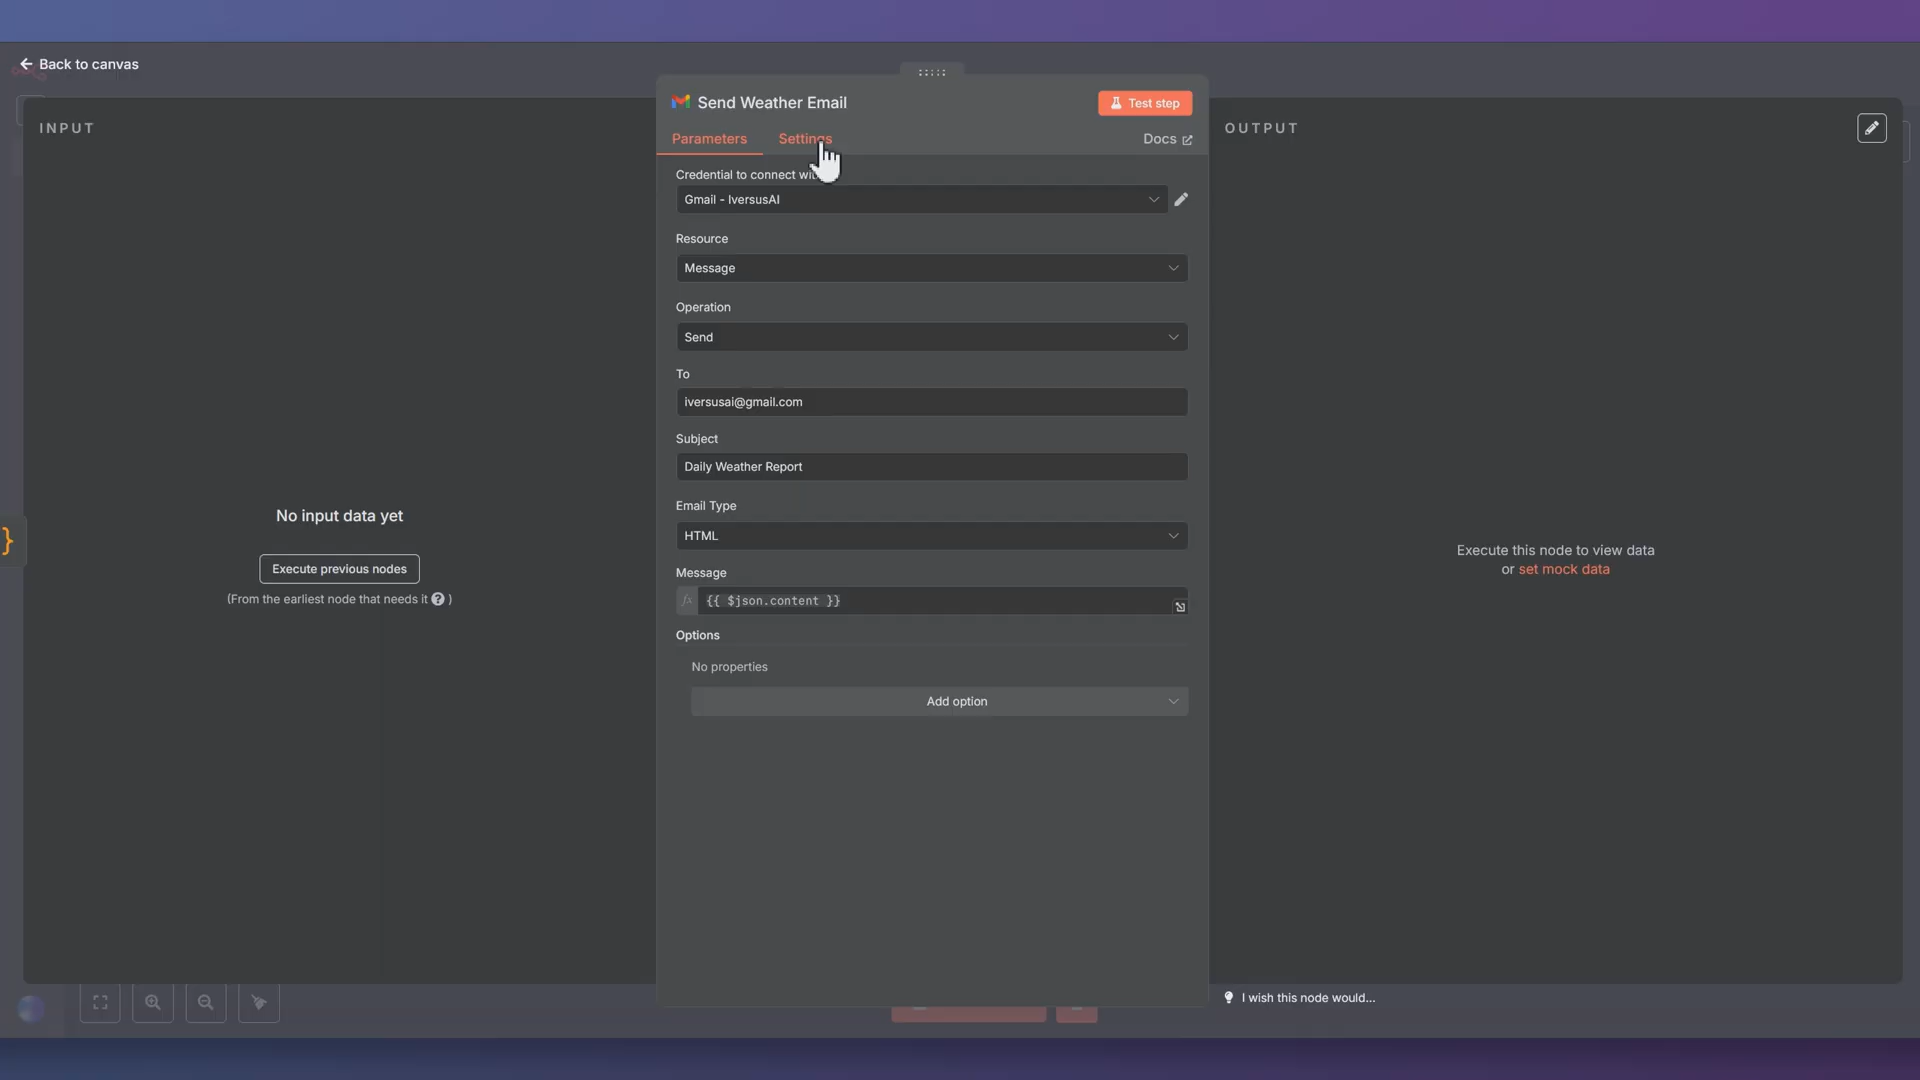 Back to canvas
INPUT
No input data yet
Execute previous nodes
(From the earliest node that needs it ? )
}
Send Weather Email
Test step
Parameters
Settings
Docs
Credential to connect
Gmail - IversusAI
Resource
Message
Operation
Send
To
iversusai@gmail.com
Subject
Daily Weather Report
Email Type
HTML
Message
fx
{{ $json.content }}
Options
No properties
Add option
OUTPUT
Execute this node to view data
or set mock data
I wish this node would...